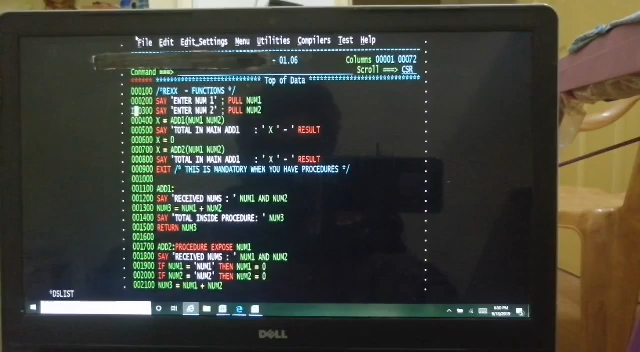 File Edit Edit_Settings Menu Utilities Compilers Test Help
- 01.06 Columns 00001 00072
Command ===> Scroll ===> CSR
****** *************************** Top of Data ****************************
000100 /*REXX - FUNCTIONS */
000200 SAY 'ENTER NUM 1' ; PULL NUM1
000300 SAY 'ENTER NUM 2' ; PULL NUM2
000400 X = ADD1(NUM1 NUM2)
000500 SAY 'TOTAL IN MAIN ADD1 : ' X ' - ' RESULT
000600 X = 0
000700 X = ADD2(NUM1 NUM2)
000800 SAY 'TOTAL IN MAIN ADD1 : ' X ' - ' RESULT
000900 EXIT /* THIS IS MANDATORY WHEN YOU HAVE PROCEDURES */
001000
001100 ADD1:
001200 SAY 'RECEIVED NUMS : ' NUM1 AND NUM2
001300 NUM3 = NUM1 + NUM2
001400 SAY 'TOTAL INSIDE PROCEDURE: ' NUM3
001500 RETURN NUM3
001600
001700 ADD2:PROCEDURE EXPOSE NUM1
001800 SAY 'RECEIVED NUMS : ' NUM1 AND NUM2
001900 IF NUM1 = 'NUM1' THEN NUM1 = 0
002000 IF NUM2 = 'NUM2' THEN NUM2 = 0
002100 NUM3 = NUM1 + NUM2
*DSLIST
DELL